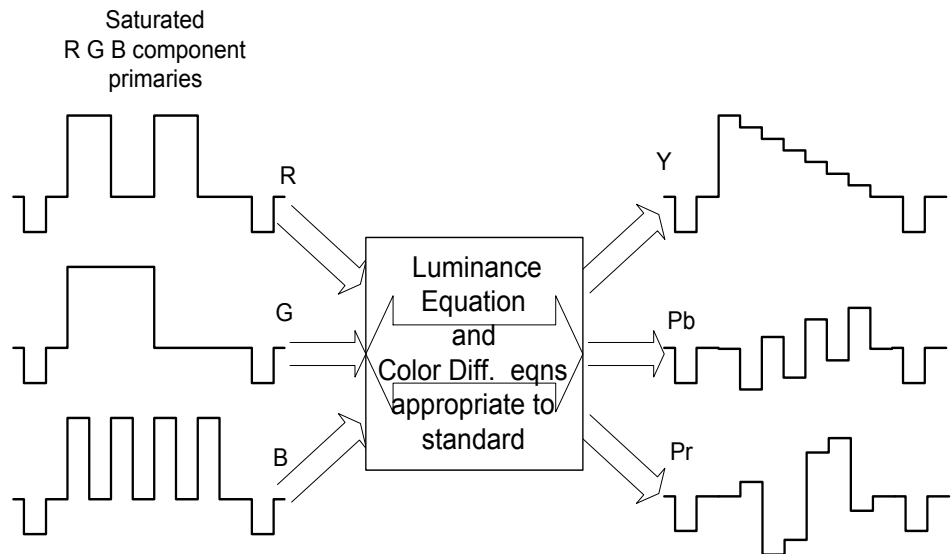 Saturated
R G B component
primaries
R
G
B
Luminance
Equation
and
Color Diff. eqns
appropriate to
standard
Y
Pb
Pr